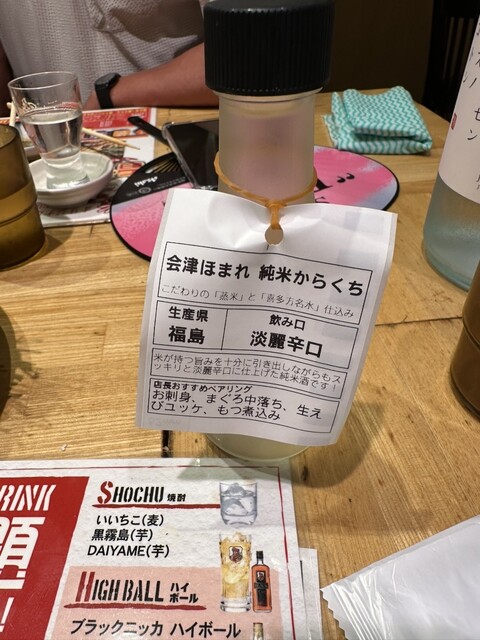 会津ほまれ 純米からくち
こだわりの「蒸米」と「喜多方名水」仕込み
生産県
福島
飲み口
淡麗辛口
米が持つ旨みを十分に引き出しながらもス
ッキリと淡麗辛口に仕上げた純米酒です!
店長おすすめペアリング
お刺身、まぐろ中落ち、生え
びユッケ、もつ煮込み
Asahi
RINK
SHOCHU 焼酎
いいちこ(麦)
黒霧島(芋)
DAIYAME(芋)
HIGH BALL ハイ
ボール
ブラックニッカ ハイボール